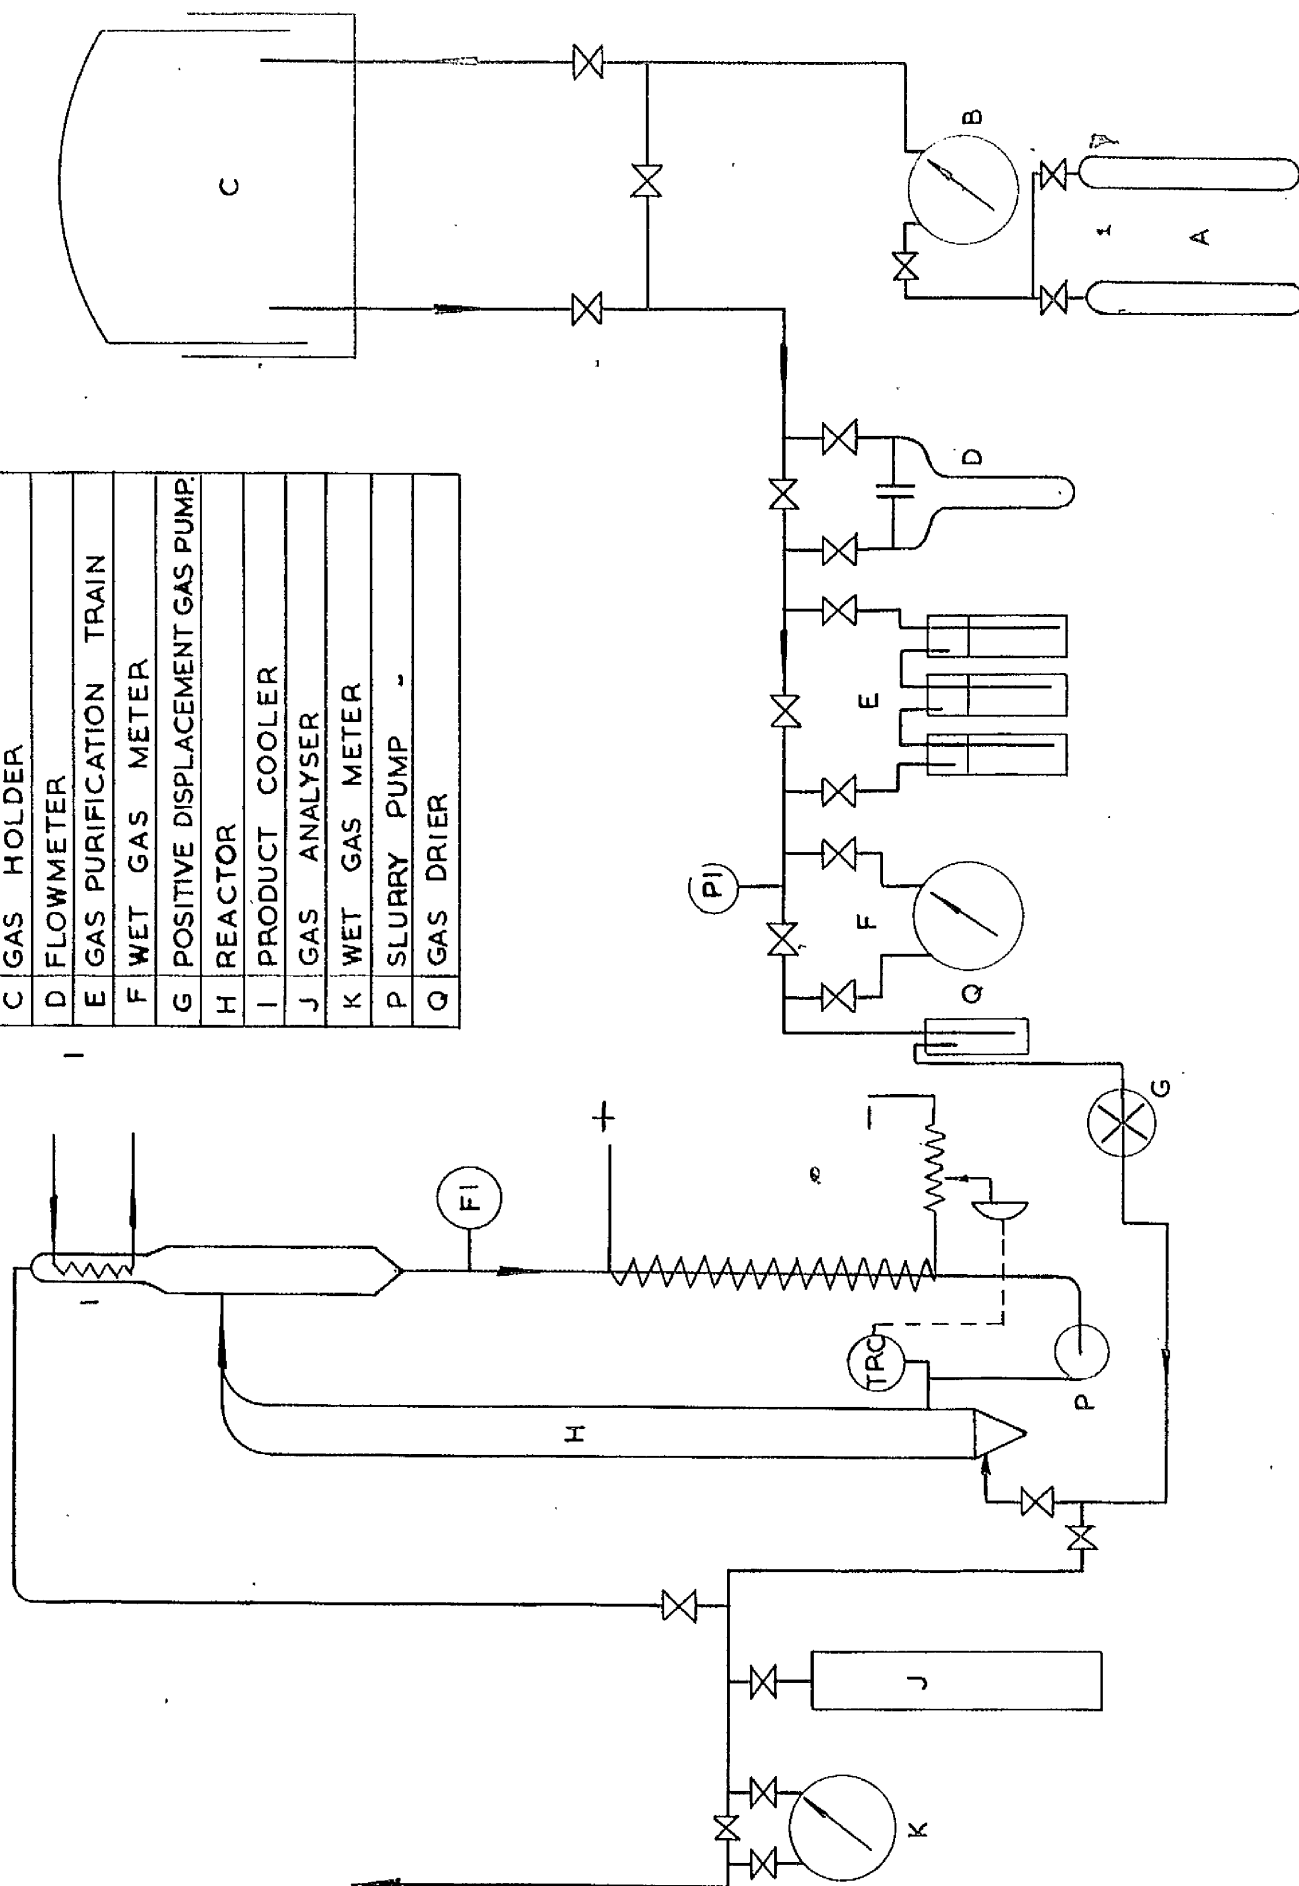 C GAS HOLDER
D FLOWMETER
E GAS PURIFICATION TRAIN
F WET GAS METER
G POSITIVE DISPLACEMENT GAS PUMP.
H REACTOR
I PRODUCT COOLER
J GAS ANALYSER
K WET GAS METER
P SLURRY PUMP -
Q GAS DRIER
C
B
A
D
E
F
PI
Q
G
I
FI
+
−
TRC
H
P
J
K